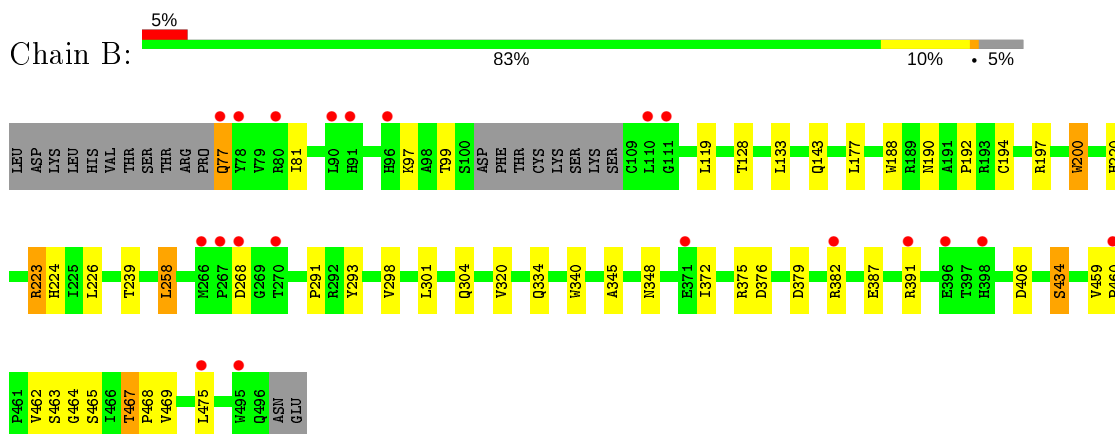 5%
Chain B:
83%
10%
•
5%
LEU ASP LYS LEU HIS VAL THR SER THR ARG PRO Q77 Y78 V79 R80 I81 L90 H91 H96 K97 A98 T99 S100 ASP PHE THR CYS LYS SER LYS SER C109 L110 G111 L119 T128 L133 Q143 L177 W188 R189 N190 A191 P192 R193 C194 R197 W200
R223 H224 I225 L226 T239 L258 M266 P267 D268 G269 T270 P291 R292 Y293 V298 L301 Q304 V320 Q334 W340 A345 N348 E371 I372 R375 D376 D379 R382 E387 R391 E396 T397 H398 D406 S434 V459
P461 V462 S463 G464 S465 I466 T467 P468 V469 L475 W495 Q496 ASN GLU